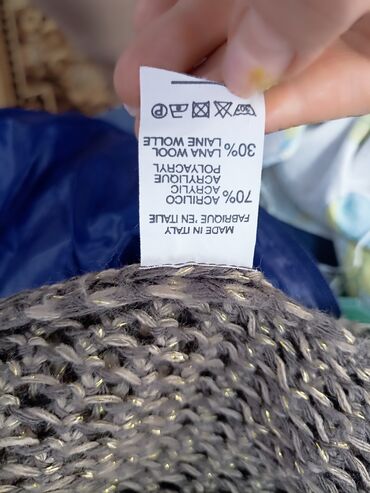 MADE IN ITALY
FABRIQUE 'EN ITALIE
70% ACRILICO
ACRYLIC
ACRYLIQUE
POLYACRYL
30% LANA WOOL
LAINE WOLLE